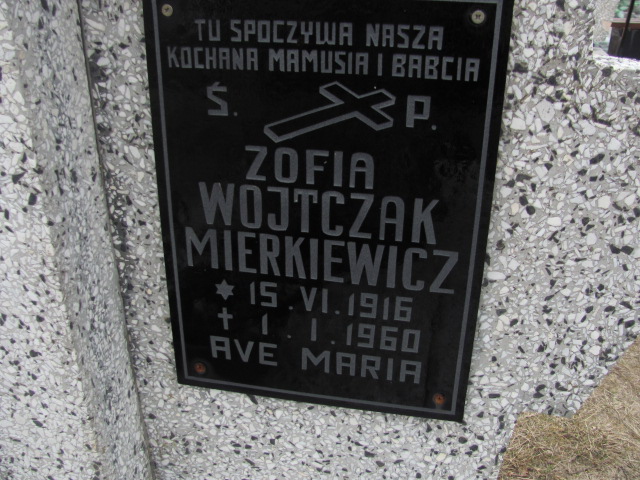 TU SPOCZYWA NASZA
KOCHANA MAMUSIA I BABCIA
Ś. P.
ZOFIA
WOJTCZAK
MIERKIEWICZ
15. VI. 1916
1. I. 1960
AVE MARIA